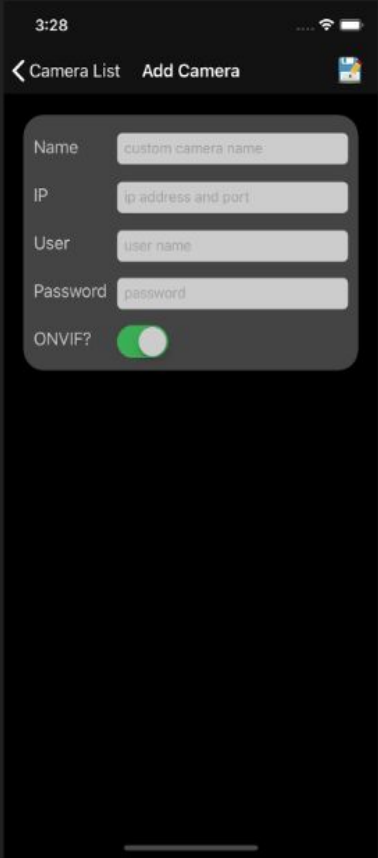 3:28
Camera List Add Camera
Name custom camera name
IP ip address and port
User user name
Password password
ONVIF?